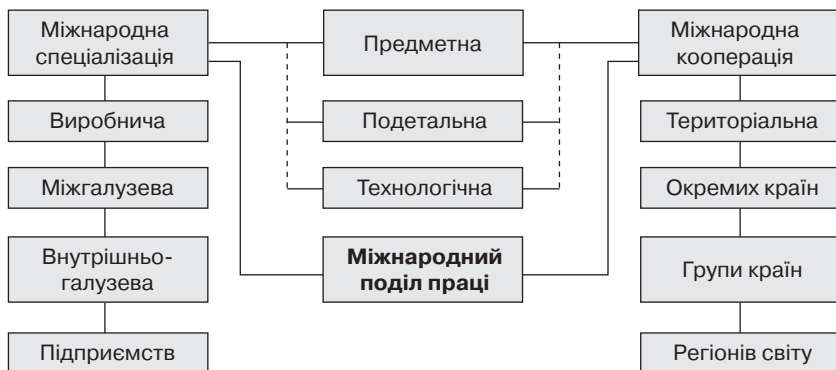 Міжнародна
спеціалізація
Предметна
Міжнародна
кооперація
Виробнича
Подетальна
Територіальна
Міжгалузева
Технологічна
Окремих країн
Внутрішньо-
галузева
Міжнародний
поділ праці
Групи країн
Підприємств
Регіонів світу